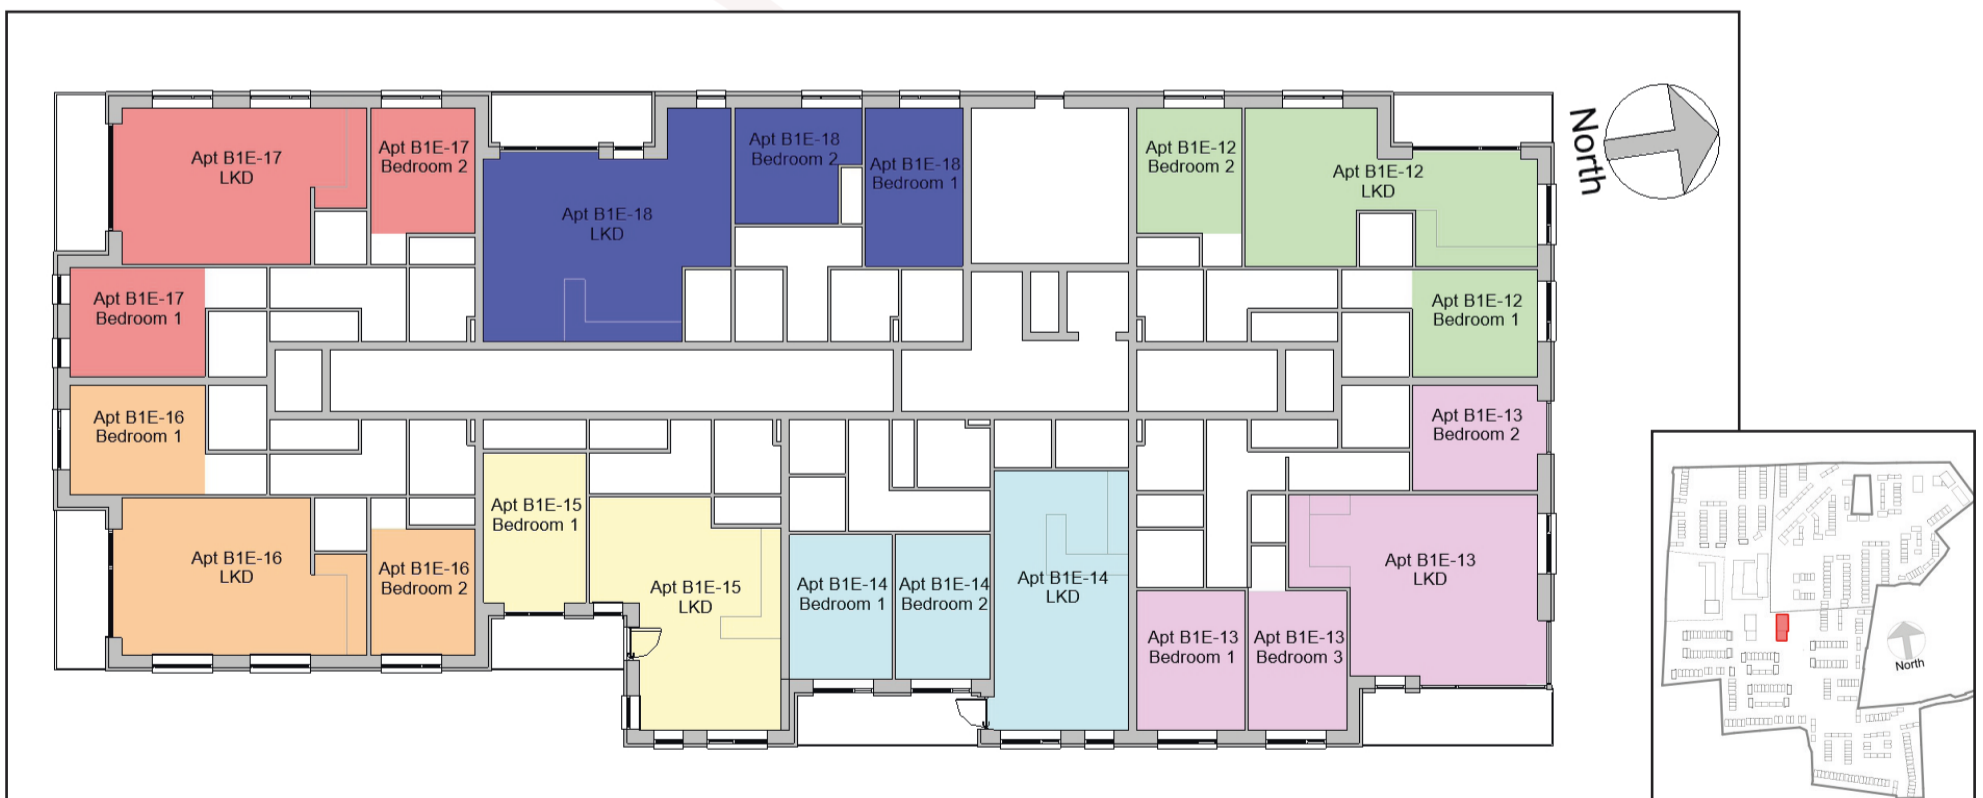 Apt B1E-17
LKD
Apt B1E-17
Bedroom 2
Apt B1E-18
LKD
Apt B1E-18
Bedroom 2
Apt B1E-18
Bedroom 1
Apt B1E-12
Bedroom 2
Apt B1E-12
LKD
North
Apt B1E-17
Bedroom 1
Apt B1E-12
Bedroom 1
Apt B1E-16
Bedroom 1
Apt B1E-13
Bedroom 2
Apt B1E-16
LKD
Apt B1E-16
Bedroom 2
Apt B1E-15
Bedroom 1
Apt B1E-15
LKD
Apt B1E-14
Bedroom 1
Apt B1E-14
Bedroom 2
Apt B1E-14
LKD
Apt B1E-13
LKD
Apt B1E-13
Bedroom 1
Apt B1E-13
Bedroom 3
North